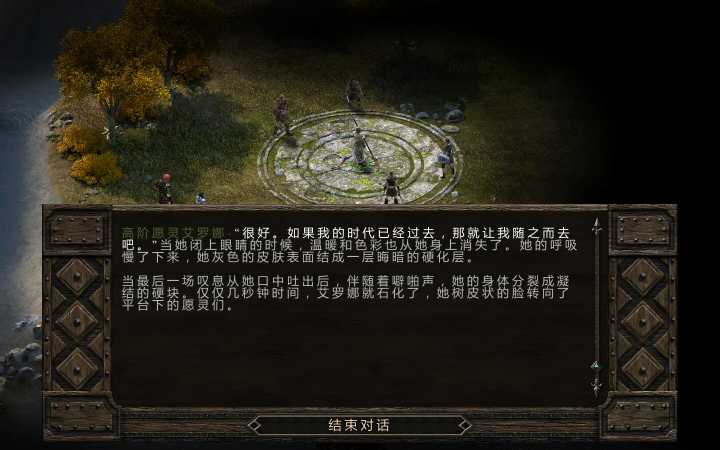 高阶愿灵艾罗娜 - “很好。如果我的时代已经过去，那就让我随之而去
吧。”当她闭上眼睛的时候，温暖和色彩也从她身上消失了。她的呼吸
慢了下来，她灰色的皮肤表面结成一层晦暗的硬化层。
当最后一场叹息从她口中吐出后，伴随着噼啪声，她的身体分裂成凝
结的硬块。仅仅几秒钟时间，艾罗娜就石化了，她树皮状的脸转向了
平台下的愿灵们。
结束对话